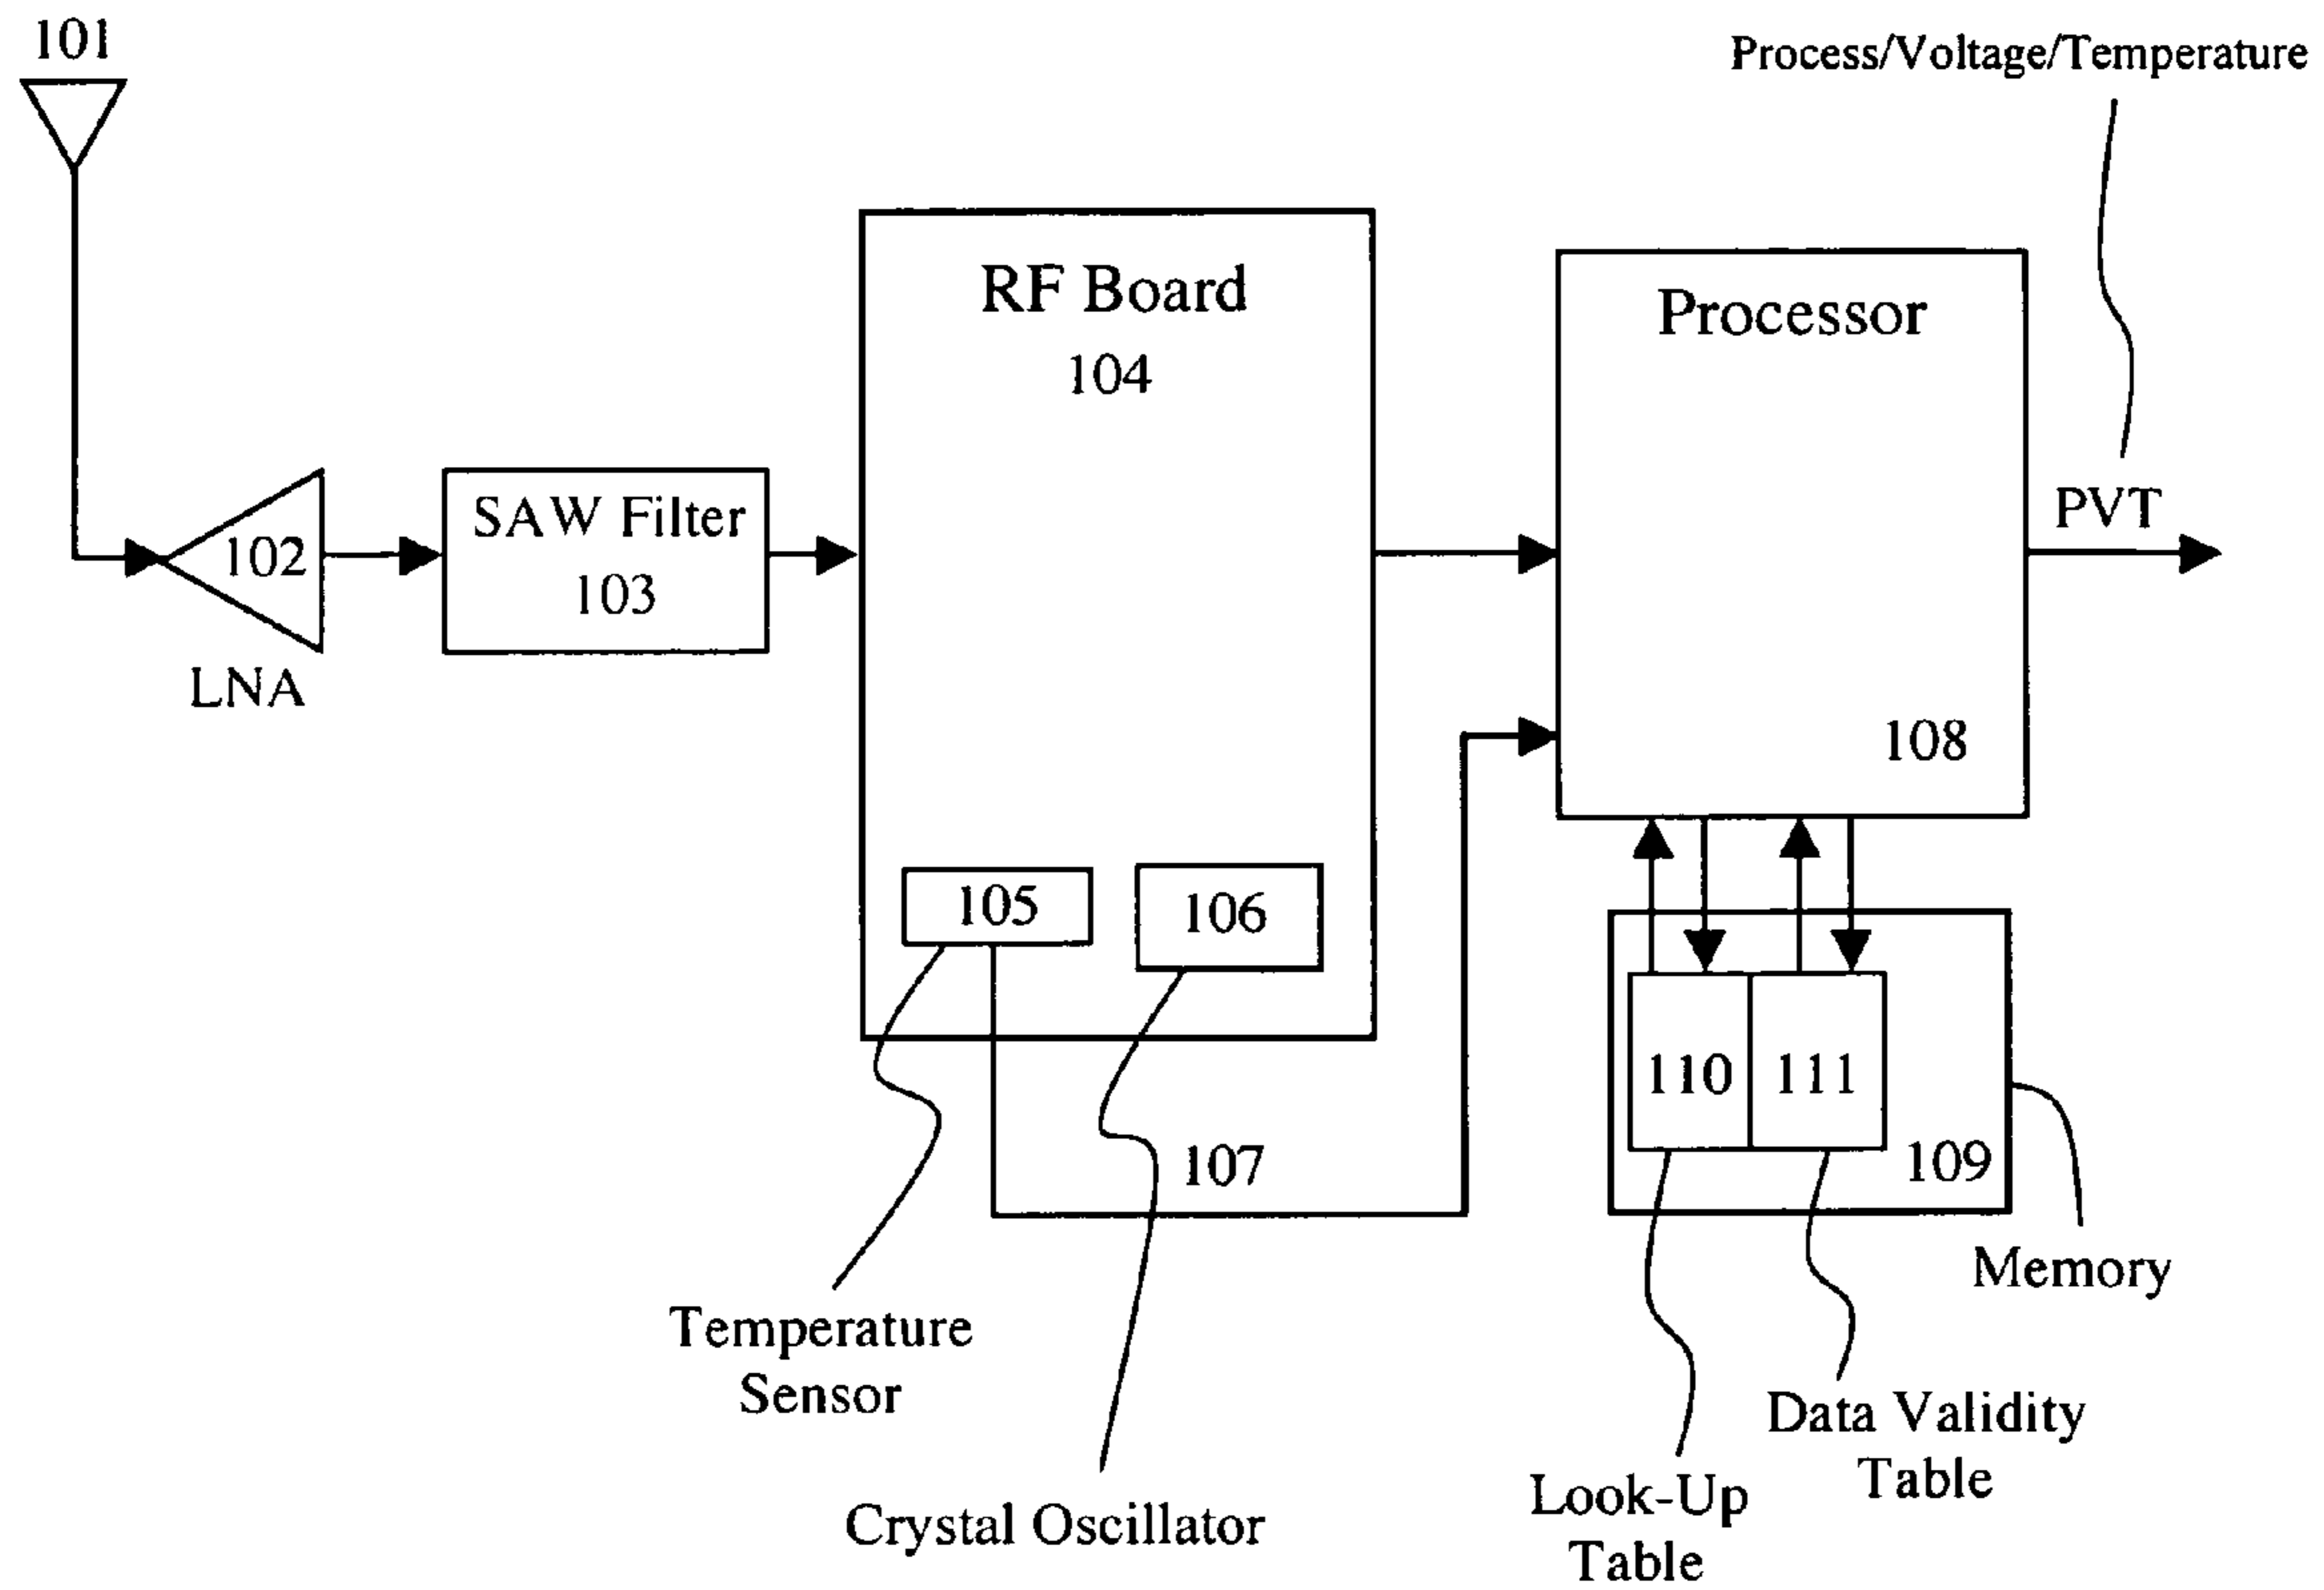 101
Process/Voltage/Temperature
RF Board
104
Processor
SAW Filter
103
102
LNA
PVT
108
105
106
107
110
111
109
Memory
Temperature
Sensor
Crystal Oscillator
Data Validity
Table
Look-Up
Table